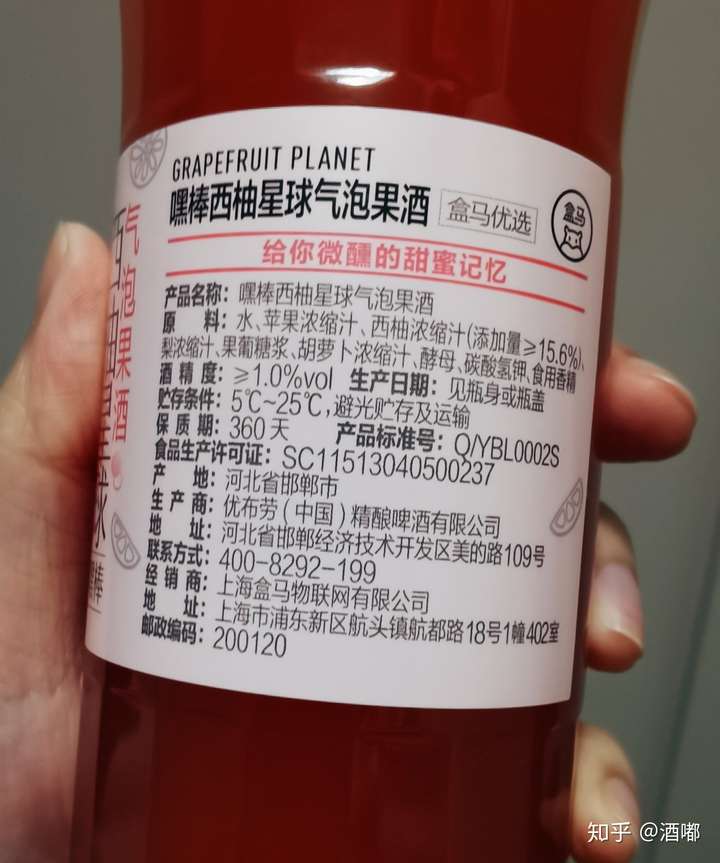 GRAPEFRUIT PLANET
嘿棒西柚星球气泡果酒 盒马优选 盒马
给你微醺的甜蜜记忆
产品名称：嘿棒西柚星球气泡果酒
原 料：水、苹果浓缩汁、西柚浓缩汁(添加量≥15.6%)、
梨浓缩汁、果葡糖浆、胡萝卜浓缩汁、酵母、碳酸氢钾、食用香精
酒 精 度：≥1.0%vol 生产日期：见瓶身或瓶盖
贮存条件：5℃~25℃，避光贮存及运输
保 质 期：360天 产品标准号：Q/YBL0002S
食品生产许可证：SC11513040500237
产 地：河北省邯郸市
生 产 商：优布劳（中国）精酿啤酒有限公司
地 址：河北省邯郸经济技术开发区美的路109号
联系方式：400-8292-199
经 销 商：上海盒马物联网有限公司
地 址：上海市浦东新区航头镇航都路18号1幢402室
邮政编码：200120
气泡果酒
西柚星球
嘿棒
知乎 @酒嘟